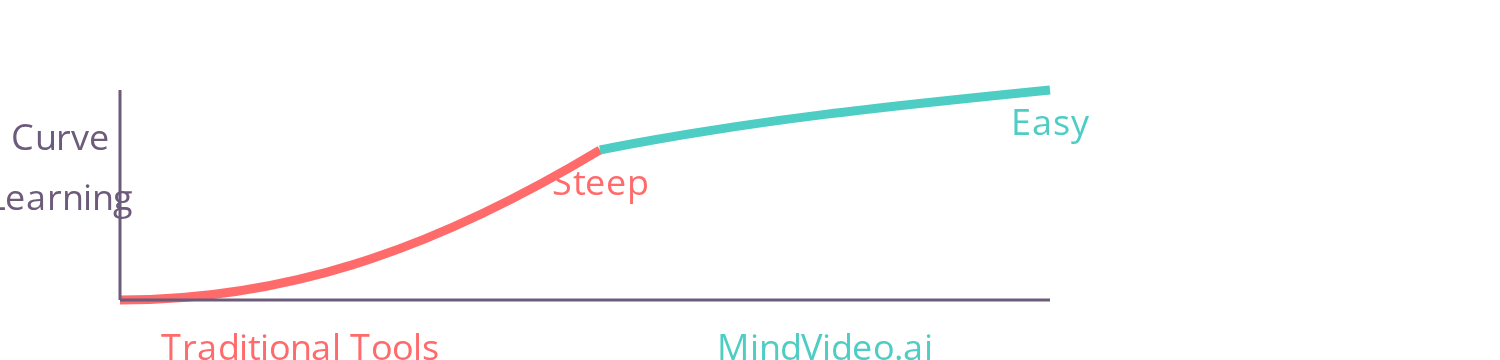 Curve
Learning
Easy
Steep
Traditional Tools
MindVideo.ai